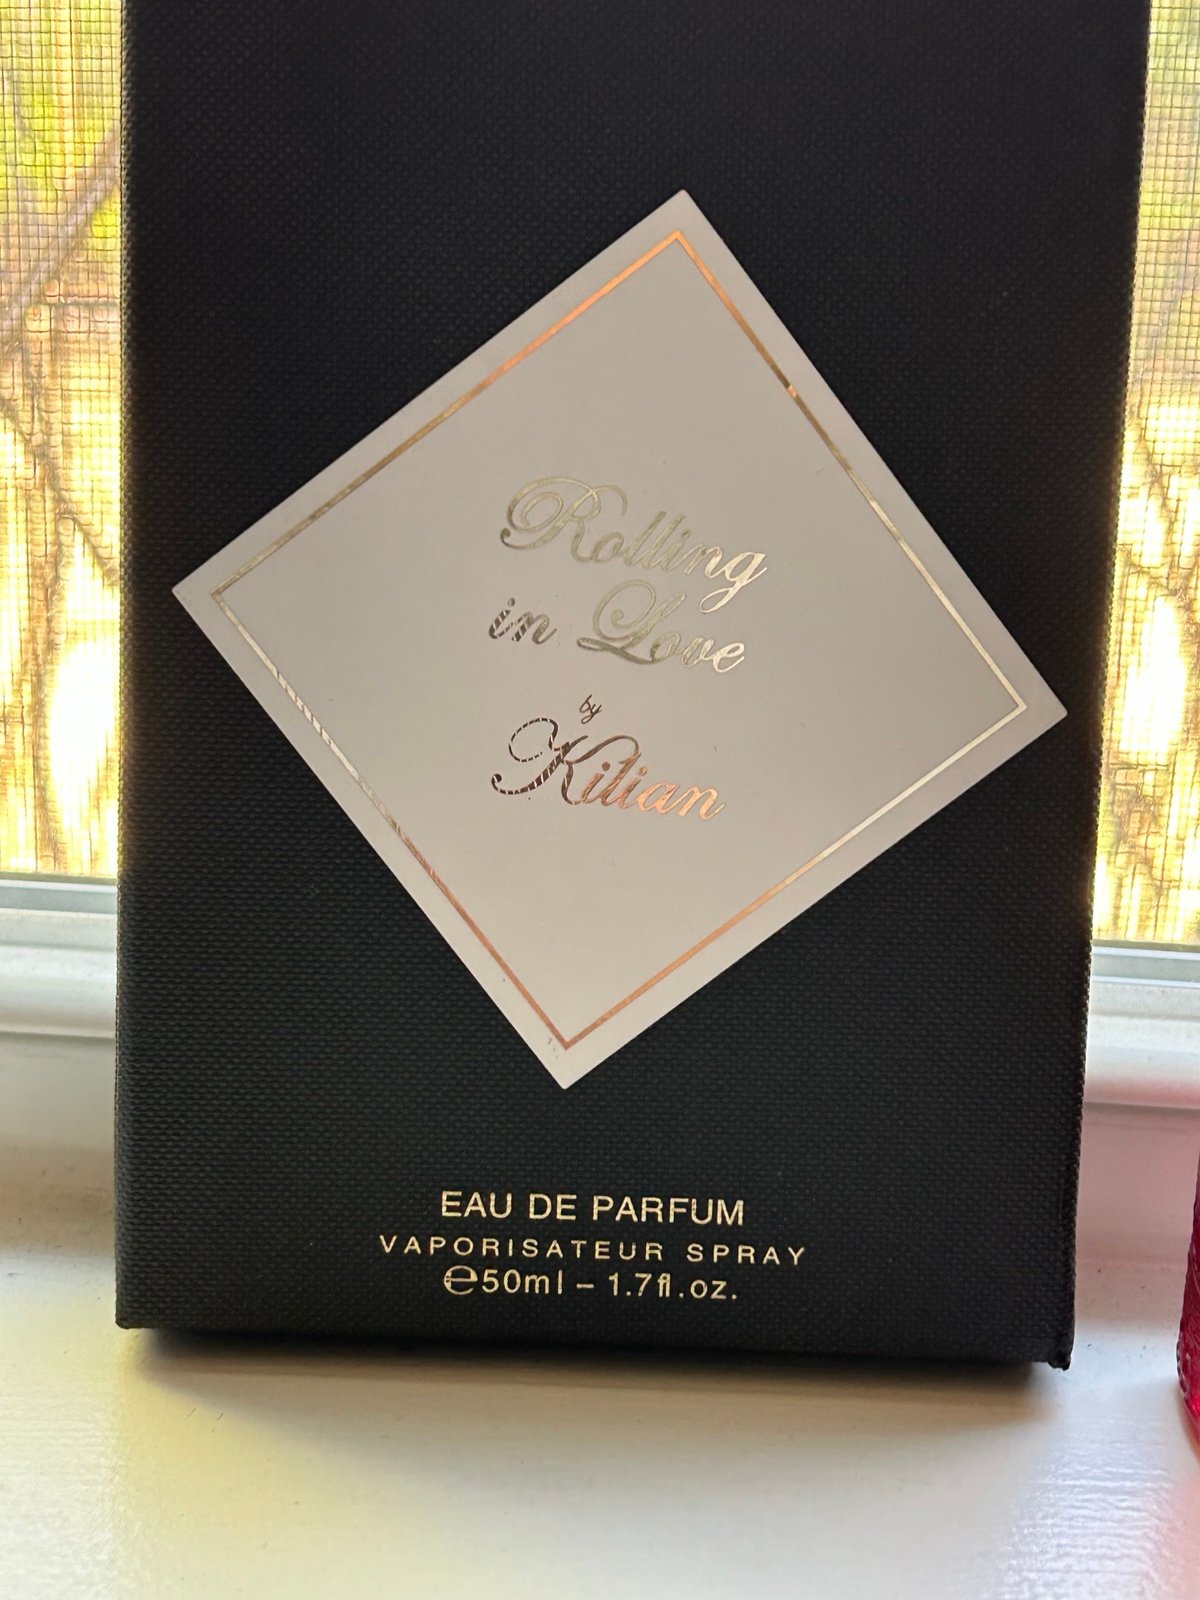 Rolling
in Love
by
Kilian
EAU DE PARFUM
VAPORISATEUR SPRAY
℮50ml – 1.7fl.oz.